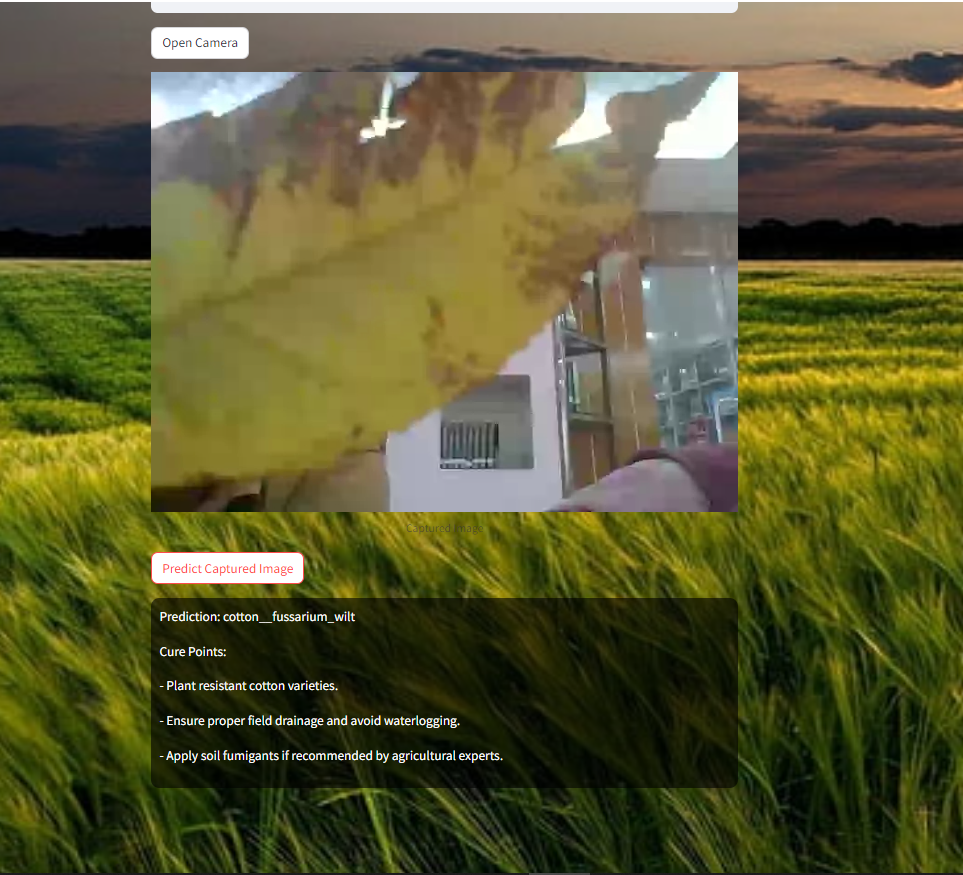 Open Camera
Captured Image
Predict Captured Image
Prediction: cotton__fussarium_wilt
Cure Points:
- Plant resistant cotton varieties.
- Ensure proper field drainage and avoid waterlogging.
- Apply soil fumigants if recommended by agricultural experts.